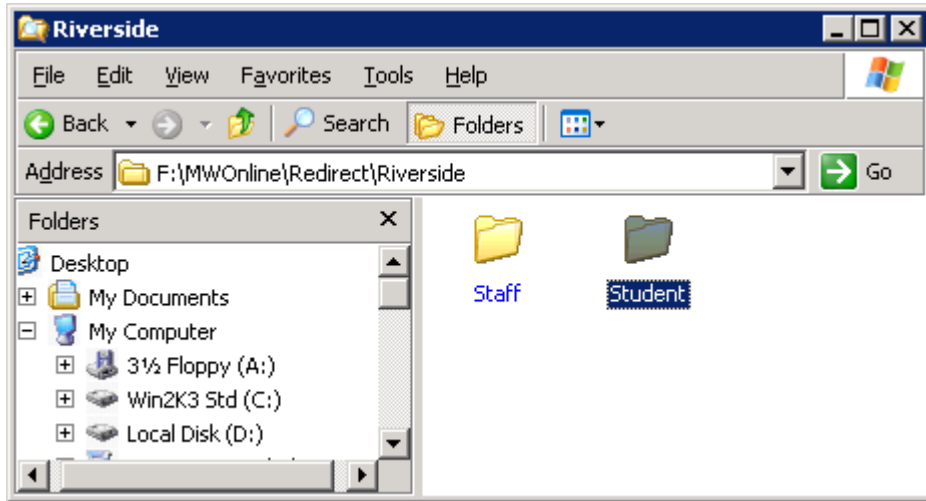 Riverside
File Edit View Favorites Tools Help
Back Search Folders
Address F:\MWOnline\Redirect\Riverside Go
Folders
Desktop
My Documents
My Computer
3½ Floppy (A:)
Win2K3 Std (C:)
Local Disk (D:)
Staff Student